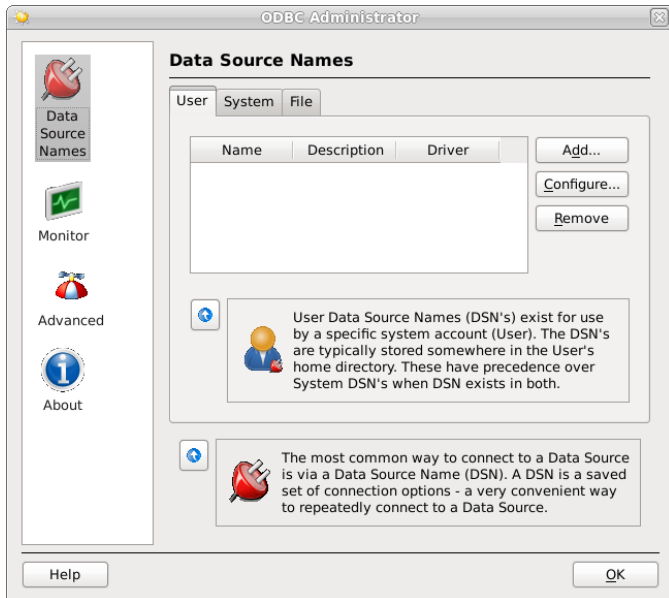 ODBC Administrator
Data Source Names
Data
Source
Names
Monitor
Advanced
About
User System File
Name Description Driver
Add...
Configure...
Remove
User Data Source Names (DSN's) exist for use
by a specific system account (User). The DSN's
are typically stored somewhere in the User's
home directory. These have precedence over
System DSN's when DSN exists in both.
The most common way to connect to a Data Source
is via a Data Source Name (DSN). A DSN is a saved
set of connection options - a very convenient way
to repeatedly connect to a Data Source.
Help
OK